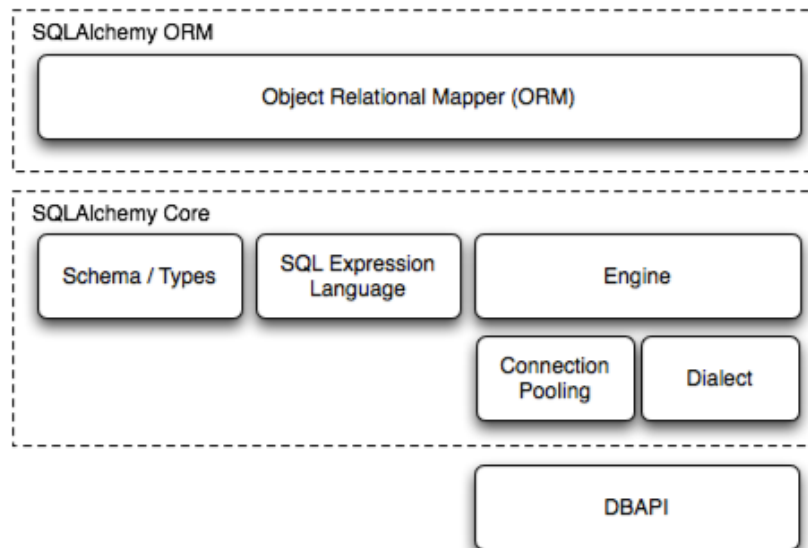 SQLAlchemy ORM
Object Relational Mapper (ORM)
SQLAlchemy Core
Schema / Types
SQL Expression
Language
Engine
Connection
Pooling
Dialect
DBAPI